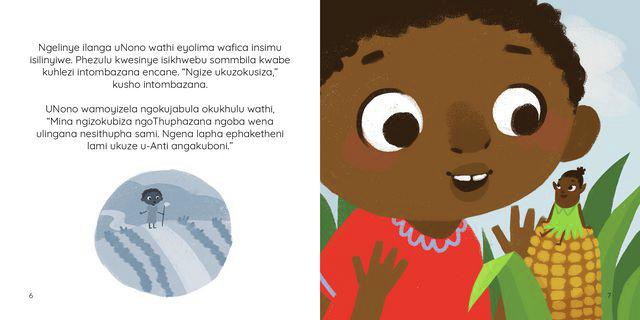 Ngelinye ilanga uNono wathi eyolima wafica insimu
isilinyiwe. Phezulu kwesinye isikhwebu sommbila kwabe
kuhlezi intombazana encane. “Ngize ukuzokusiza,”
kusho intombazana.
UNono wamoyizela ngokujabula okukhulu wathi,
“Mina ngizokubiza ngoThuphazana ngoba wena
ulingana nesithupha sami. Ngena lapha ephaketheni
lami ukuze u-Anti angakuboni.”
6
7